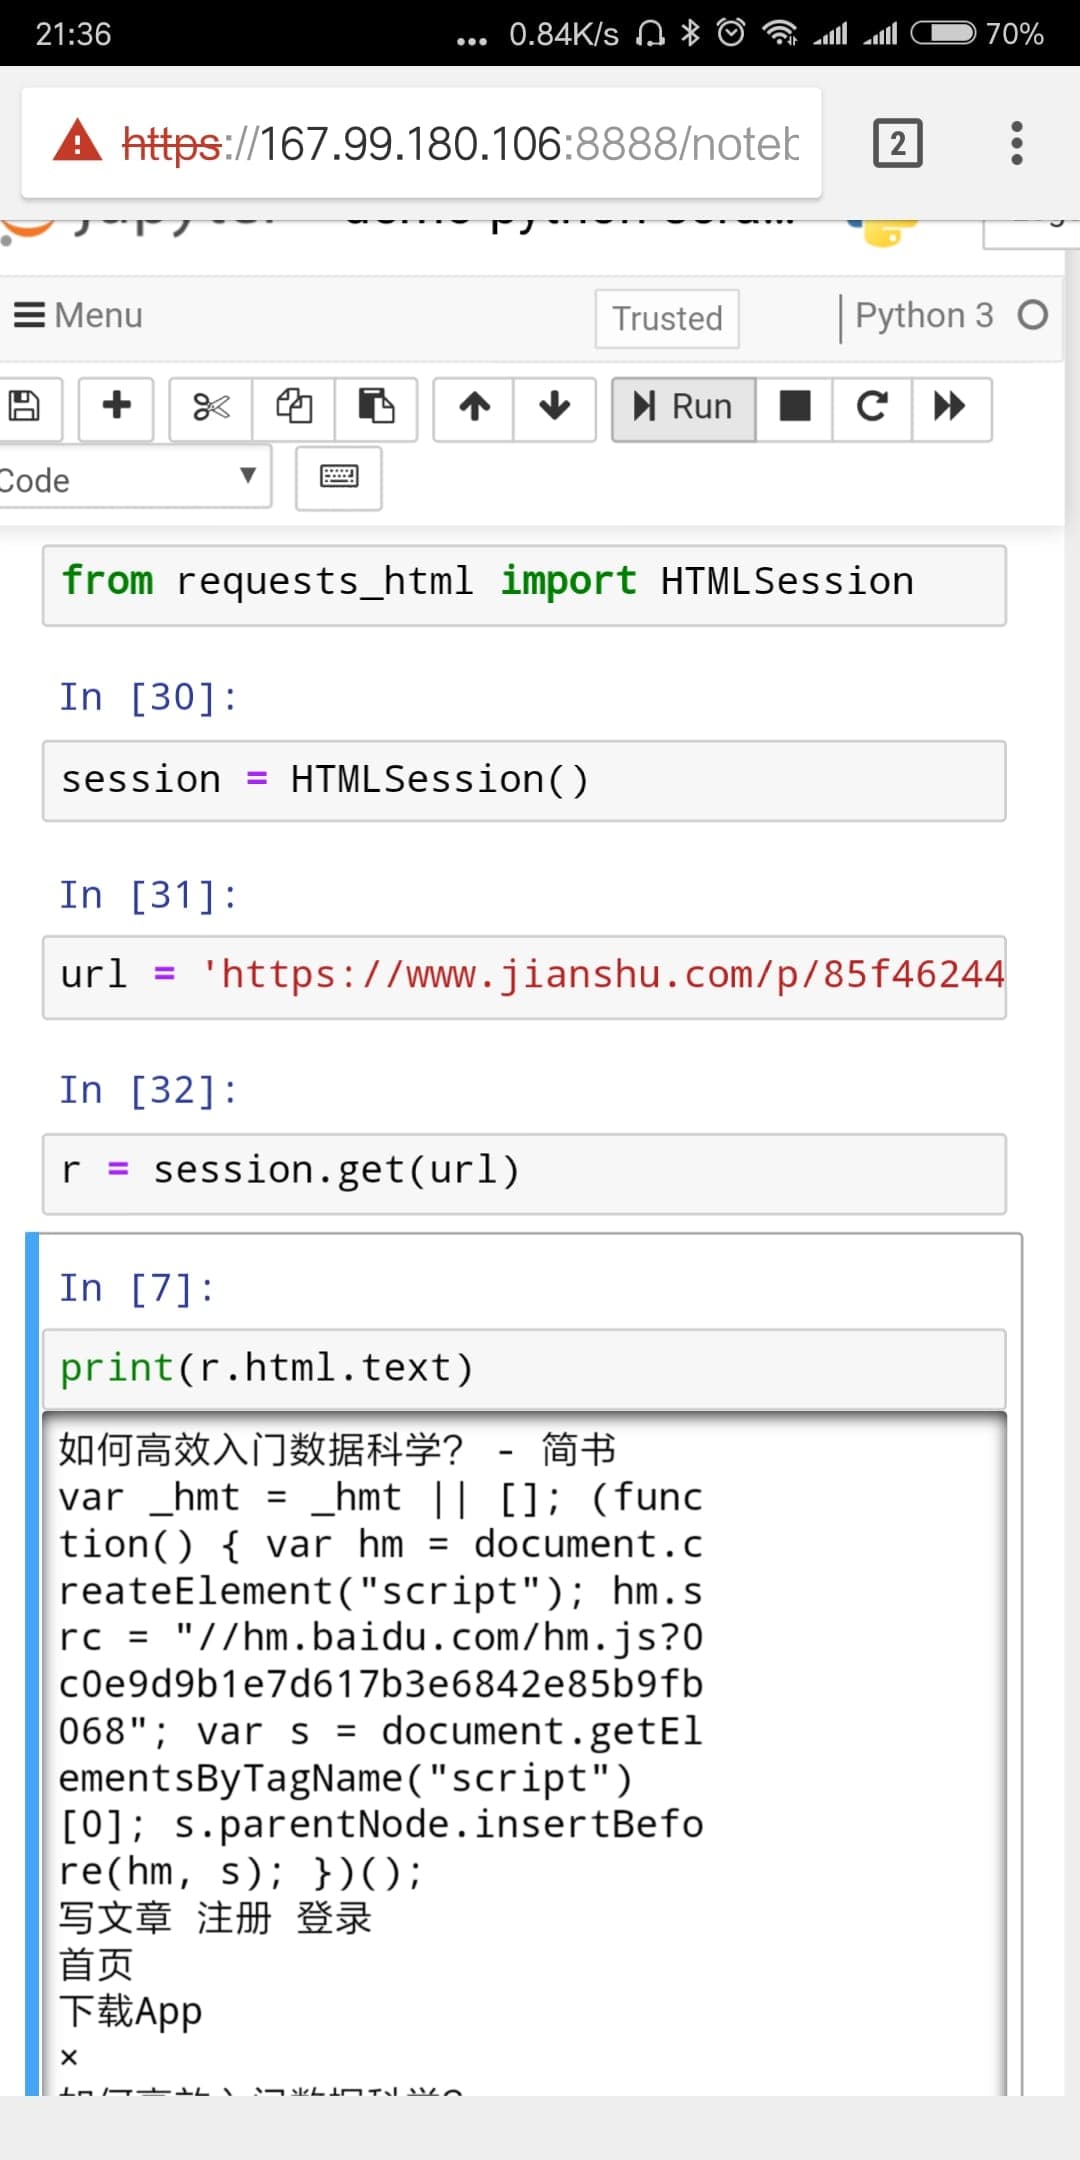 21:36 ... 0.84K/s 70%
https://167.99.180.106:8888/noteb 2
Menu Trusted Python 3
Run
Code
from requests_html import HTMLSession
In [30]:
session = HTMLSession()
In [31]:
url = 'https://www.jianshu.com/p/85f46244
In [32]:
r = session.get(url)
In [7]:
print(r.html.text)
如何高效入门数据科学? - 简书
var _hmt = _hmt || []; (func
tion() { var hm = document.c
reateElement("script"); hm.s
rc = "//hm.baidu.com/hm.js?0
c0e9d9b1e7d617b3e6842e85b9fb
068"; var s = document.getEl
ementsByTagName("script")
[0]; s.parentNode.insertBefo
re(hm, s); })();
写文章 注册 登录
首页
下载App
×